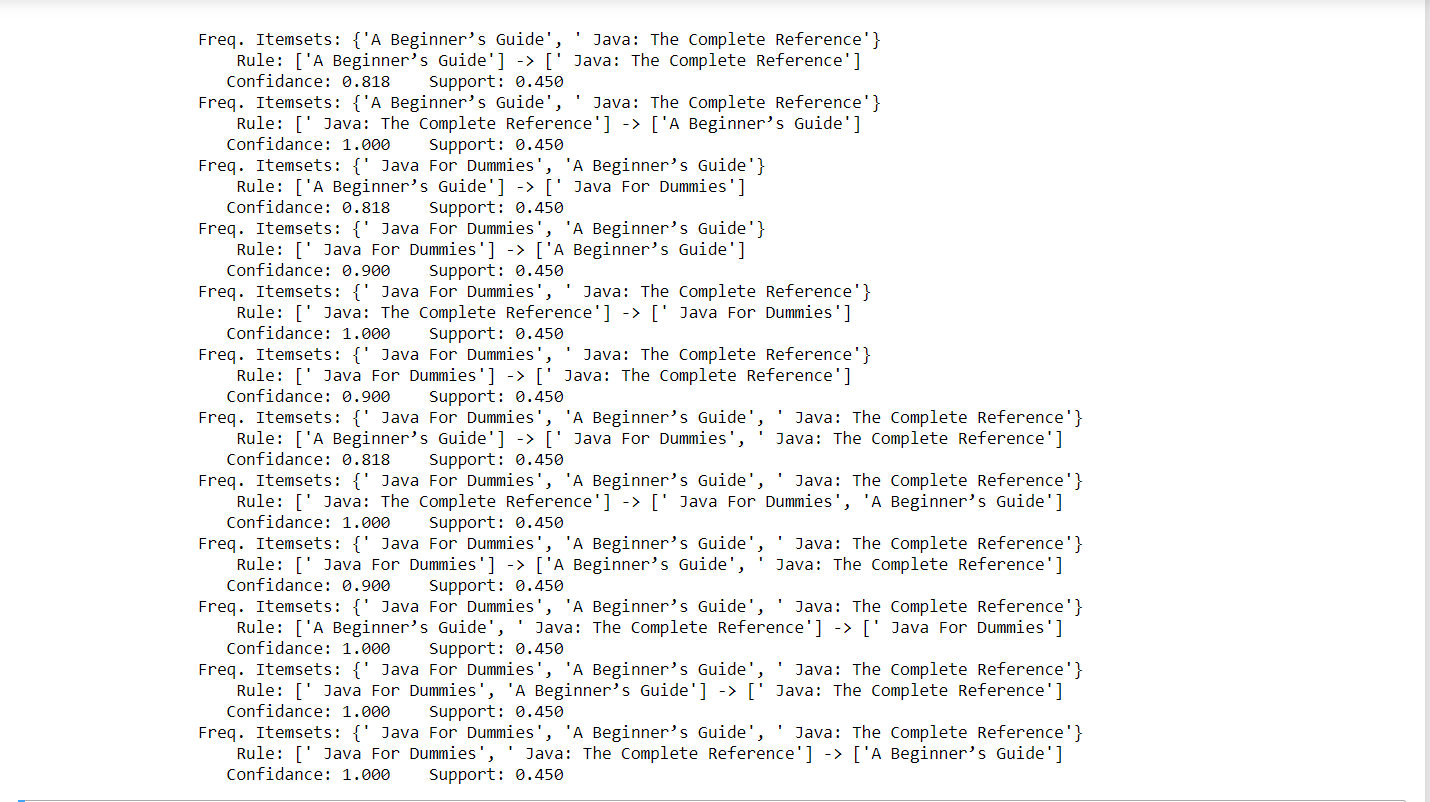 Freq. Itemsets: {'A Beginner’s Guide', ' Java: The Complete Reference'}
Rule: ['A Beginner’s Guide'] -> [' Java: The Complete Reference']
Confidance: 0.818 Support: 0.450
Freq. Itemsets: {'A Beginner’s Guide', ' Java: The Complete Reference'}
Rule: [' Java: The Complete Reference'] -> ['A Beginner’s Guide']
Confidance: 1.000 Support: 0.450
Freq. Itemsets: {' Java For Dummies', 'A Beginner’s Guide'}
Rule: ['A Beginner’s Guide'] -> [' Java For Dummies']
Confidance: 0.818 Support: 0.450
Freq. Itemsets: {' Java For Dummies', 'A Beginner’s Guide'}
Rule: [' Java For Dummies'] -> ['A Beginner’s Guide']
Confidance: 0.900 Support: 0.450
Freq. Itemsets: {' Java For Dummies', ' Java: The Complete Reference'}
Rule: [' Java: The Complete Reference'] -> [' Java For Dummies']
Confidance: 1.000 Support: 0.450
Freq. Itemsets: {' Java For Dummies', ' Java: The Complete Reference'}
Rule: [' Java For Dummies'] -> [' Java: The Complete Reference']
Confidance: 0.900 Support: 0.450
Freq. Itemsets: {' Java For Dummies', 'A Beginner’s Guide', ' Java: The Complete Reference'}
Rule: ['A Beginner’s Guide'] -> [' Java For Dummies', ' Java: The Complete Reference']
Confidance: 0.818 Support: 0.450
Freq. Itemsets: {' Java For Dummies', 'A Beginner’s Guide', ' Java: The Complete Reference'}
Rule: [' Java: The Complete Reference'] -> [' Java For Dummies', 'A Beginner’s Guide']
Confidance: 1.000 Support: 0.450
Freq. Itemsets: {' Java For Dummies', 'A Beginner’s Guide', ' Java: The Complete Reference'}
Rule: [' Java For Dummies'] -> ['A Beginner’s Guide', ' Java: The Complete Reference']
Confidance: 0.900 Support: 0.450
Freq. Itemsets: {' Java For Dummies', 'A Beginner’s Guide', ' Java: The Complete Reference'}
Rule: ['A Beginner’s Guide', ' Java: The Complete Reference'] -> [' Java For Dummies']
Confidance: 1.000 Support: 0.450
Freq. Itemsets: {' Java For Dummies', 'A Beginner’s Guide', ' Java: The Complete Reference'}
Rule: [' Java For Dummies', 'A Beginner’s Guide'] -> [' Java: The Complete Reference']
Confidance: 1.000 Support: 0.450
Freq. Itemsets: {' Java For Dummies', 'A Beginner’s Guide', ' Java: The Complete Reference'}
Rule: [' Java For Dummies', ' Java: The Complete Reference'] -> ['A Beginner’s Guide']
Confidance: 1.000 Support: 0.450